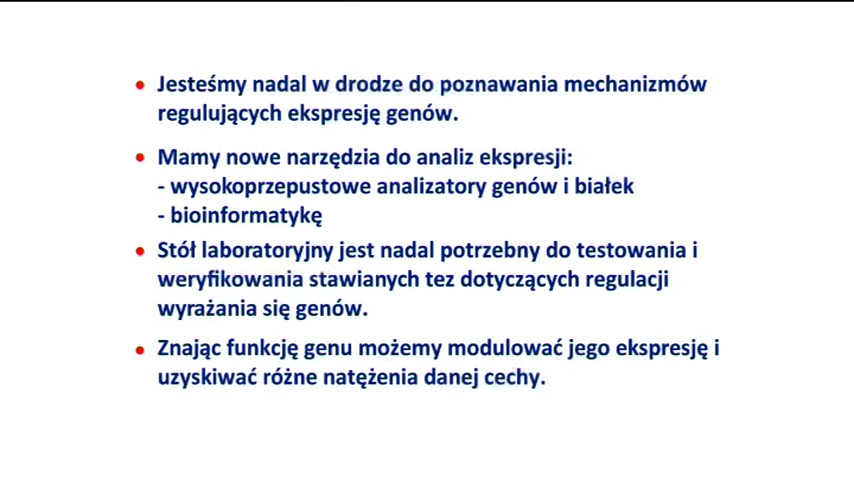 • Jesteśmy nadal w drodze do poznawania mechanizmów
regulujących ekspresję genów.
• Mamy nowe narzędzia do analiz ekspresji:
- wysokoprzepustowe analizatory genów i białek
- bioinformatykę
• Stół laboratoryjny jest nadal potrzebny do testowania i
weryfikowania stawianych tez dotyczących regulacji
wyrażania się genów.
• Znając funkcję genu możemy modulować jego ekspresję i
uzyskiwać różne natężenia danej cechy.